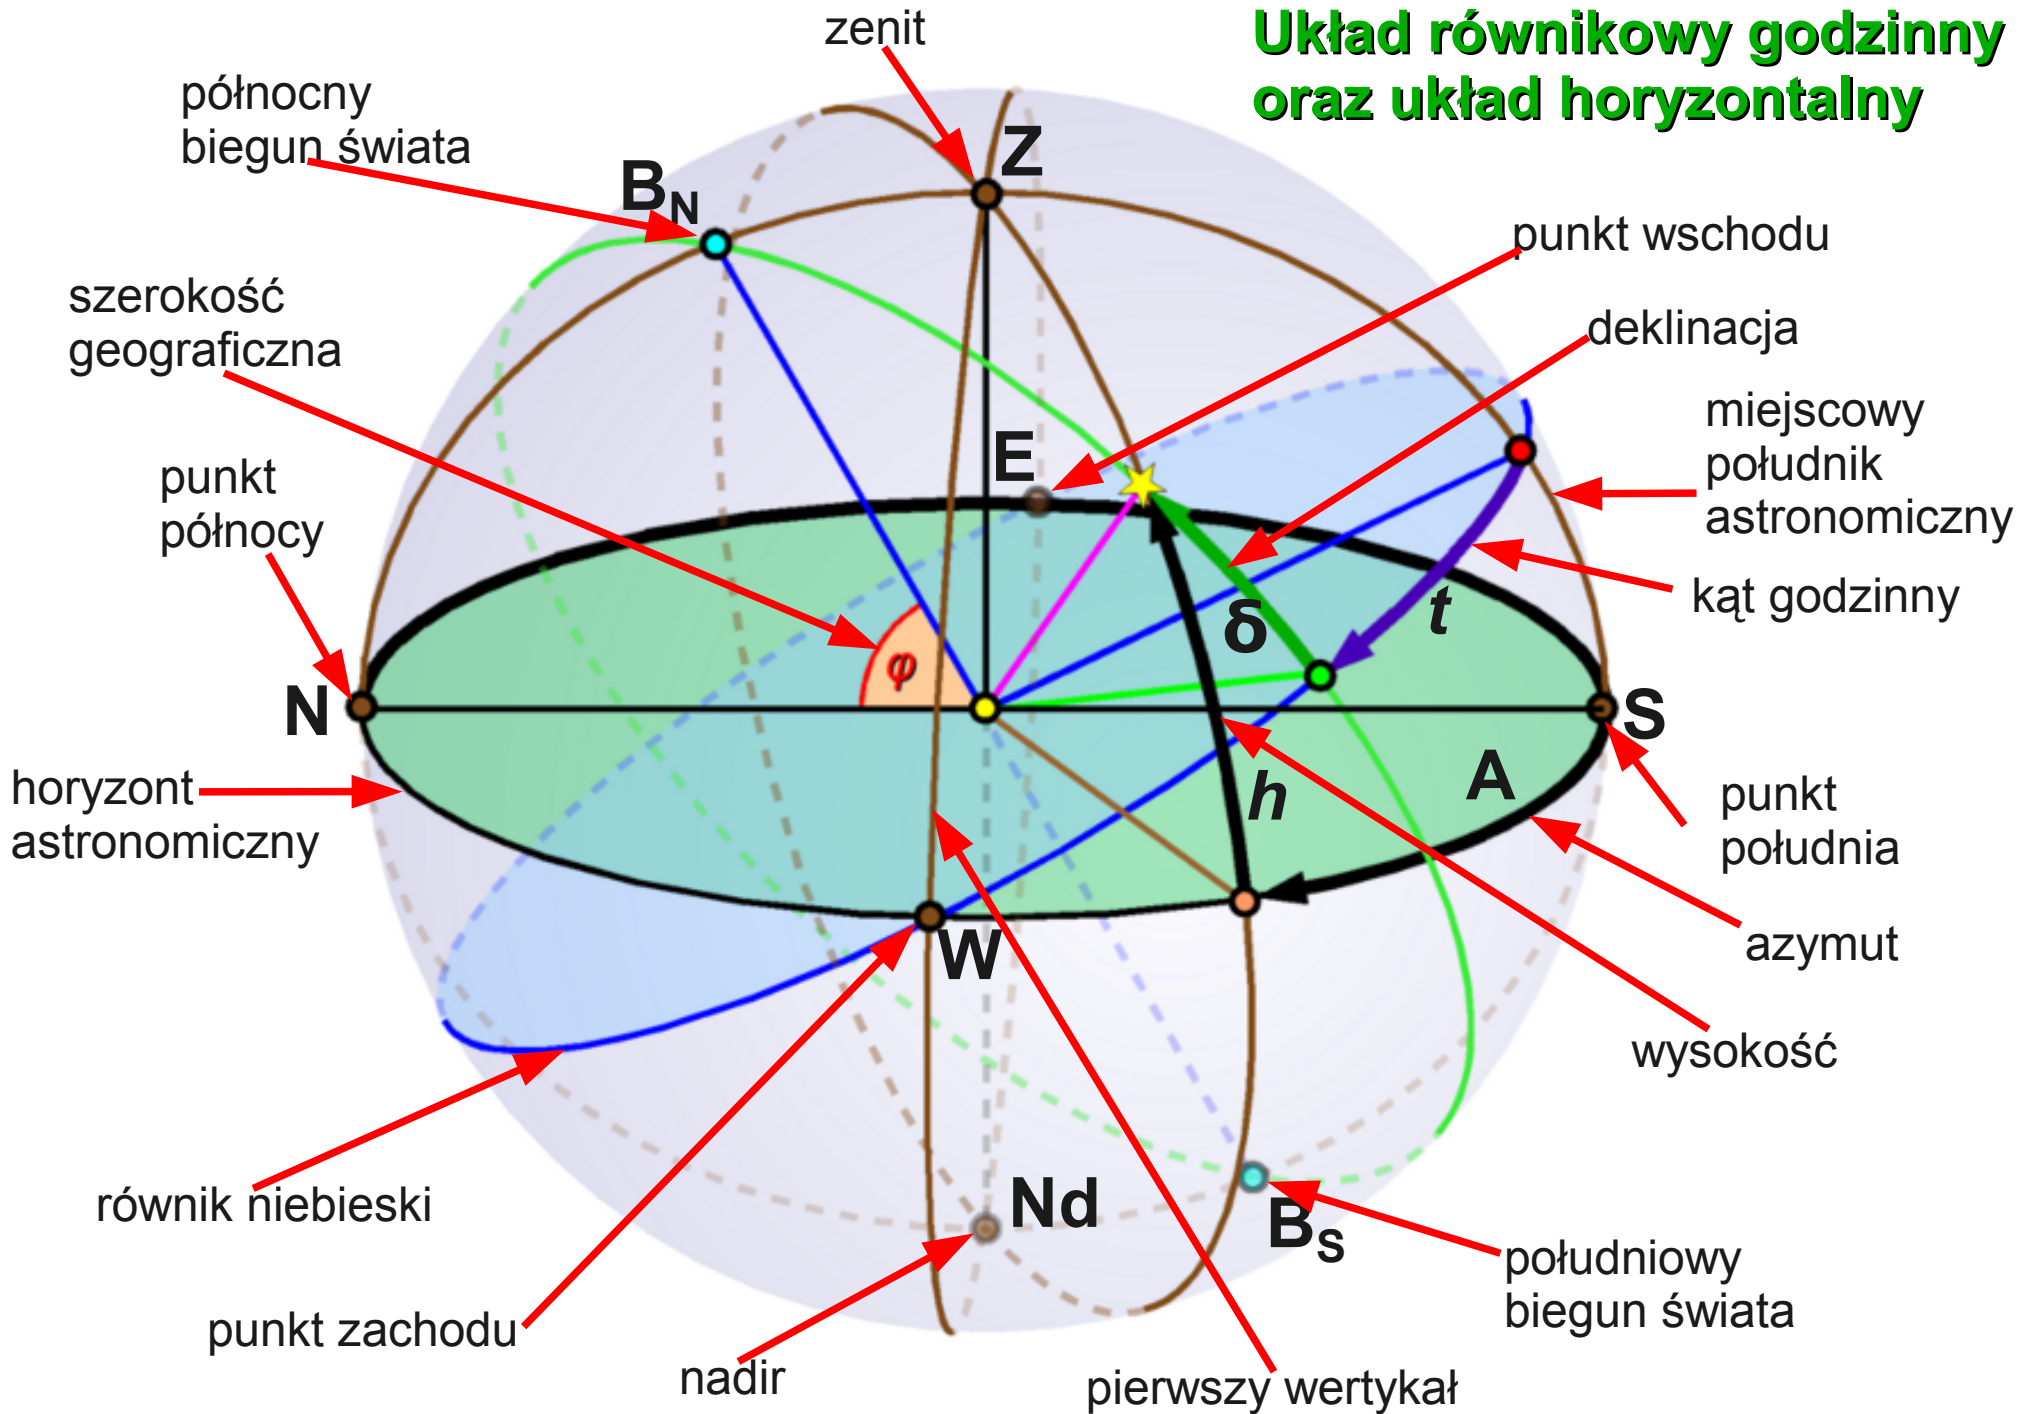 Układ równikowy godzinny
oraz układ horyzontalny
zenit
północny
biegun świata
Z
B_N
punkt wschodu
szerokość
geograficzna
deklinacja
miejscowy
południk
astronomiczny
E
punkt
północy
kąt godzinny
t
δ
φ
N
S
A
h
horyzont
astronomiczny
punkt
południa
W
azymut
wysokość
równik niebieski
Nd
B_S
południowy
biegun świata
punkt zachodu
nadir
pierwszy wertykał